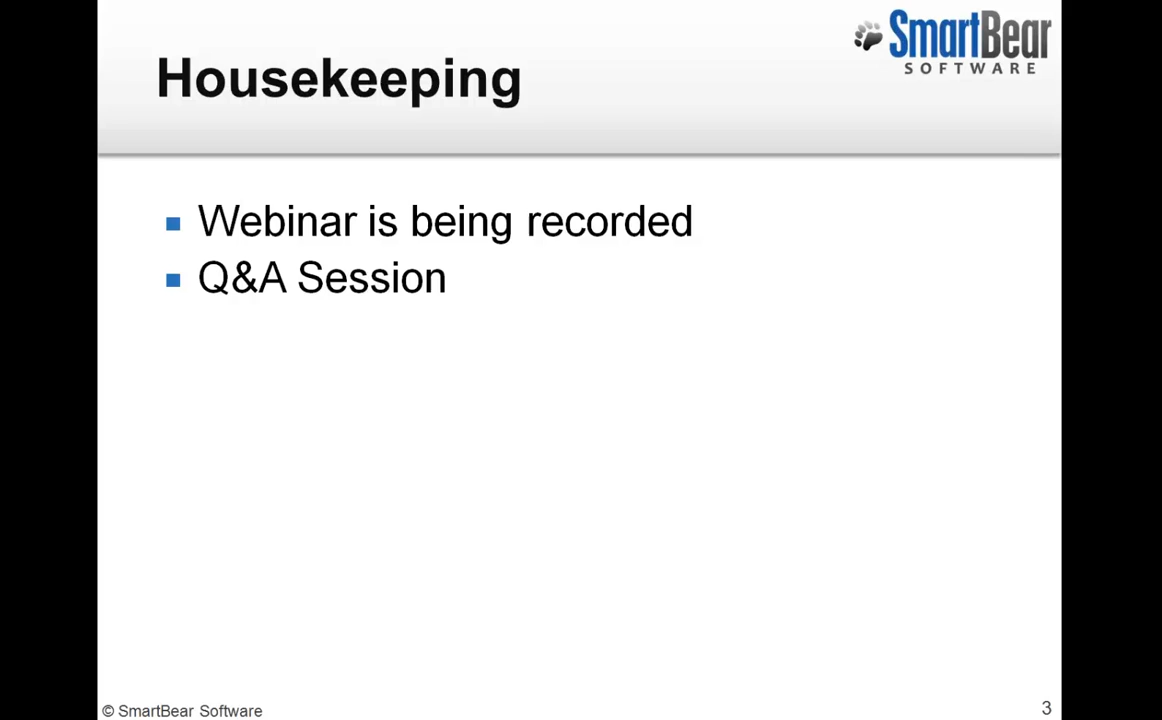 SmartBear
SOFTWARE
Housekeeping
Webinar is being recorded
Q&A Session
© SmartBear Software
3